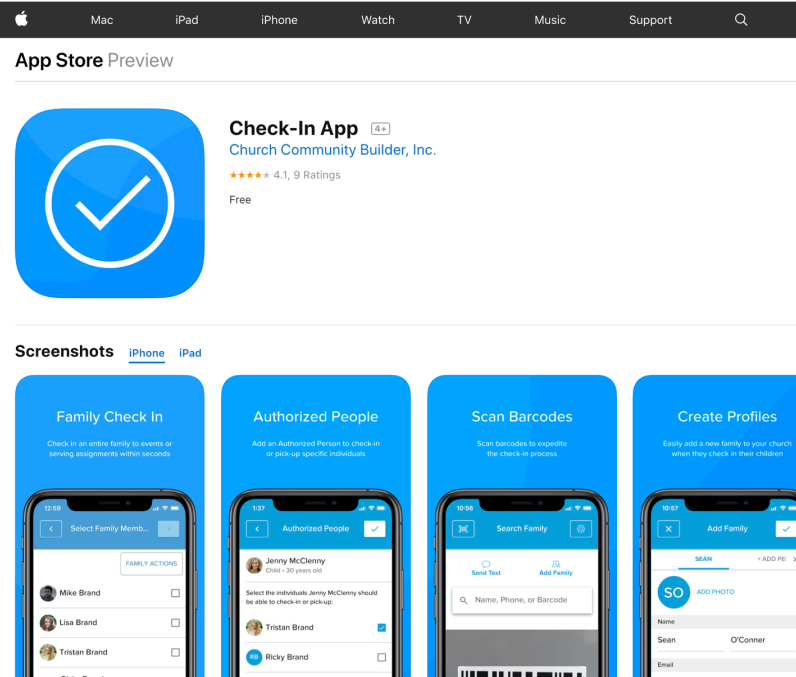 Mac iPad iPhone Watch TV Music Support
App Store Preview
Check-In App 4+
Church Community Builder, Inc.
4.1, 9 Ratings
Free
Screenshots iPhone iPad
Family Check In
Check in an entire family to events or
serving assignments within seconds
12:59
Select Family Memb...
FAMILY ACTIONS
Mike Brand
Lisa Brand
Tristan Brand
Authorized People
Add an Authorized Person to check-in
or pick-up specific individuals
1:37
Authorized People
Jenny McClenny
Child • 30 years old
Select the individuals Jenny McClenny should
be able to check-in or pick-up:
Tristan Brand
RB Ricky Brand
Scan Barcodes
Scan barcodes to expedite
the check-in process
10:56
Search Family
Send Text Add Family
Name, Phone, or Barcode
Create Profiles
Easily add a new family to your church
when they check in their children
10:57
Add Family
SEAN + ADD PE
SO ADD PHOTO
Name
Sean O'Conner
Email